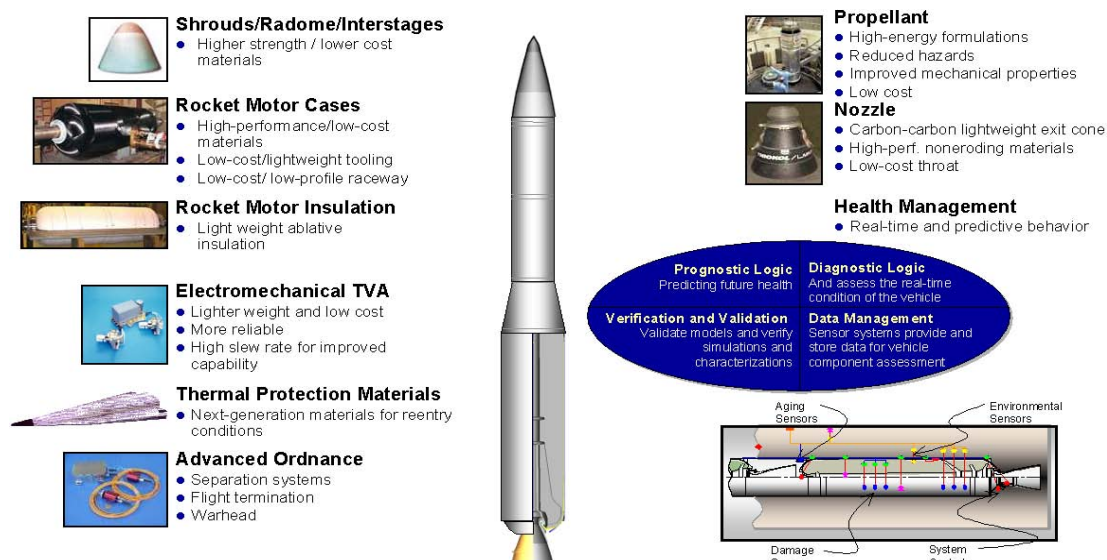 Shrouds/Radome/Interstages
Higher strength / lower cost
materials
Rocket Motor Cases
High-performance/low-cost
materials
Low-cost/lightweight tooling
Low-cost/ low-profile raceway
Rocket Motor Insulation
Light weight ablative
insulation
Electromechanical TVA
Lighter weight and low cost
More reliable
High slew rate for improved
capability
Thermal Protection Materials
Next-generation materials for reentry
conditions
Advanced Ordnance
Separation systems
Flight termination
Warhead
Propellant
High-energy formulations
Reduced hazards
Improved mechanical properties
Low cost
Nozzle
Carbon-carbon lightweight exit cone
High-perf. noneroding materials
Low-cost throat
Health Management
Real-time and predictive behavior
Prognostic Logic
Predicting future health
Diagnostic Logic
And assess the real-time
condition of the vehicle
Verification and Validation
Validate models and verify
simulations and
characterizations
Data Management
Sensor systems provide and
store data for vehicle
component assessment
Aging
Sensors
Environmental
Sensors
Damage
System